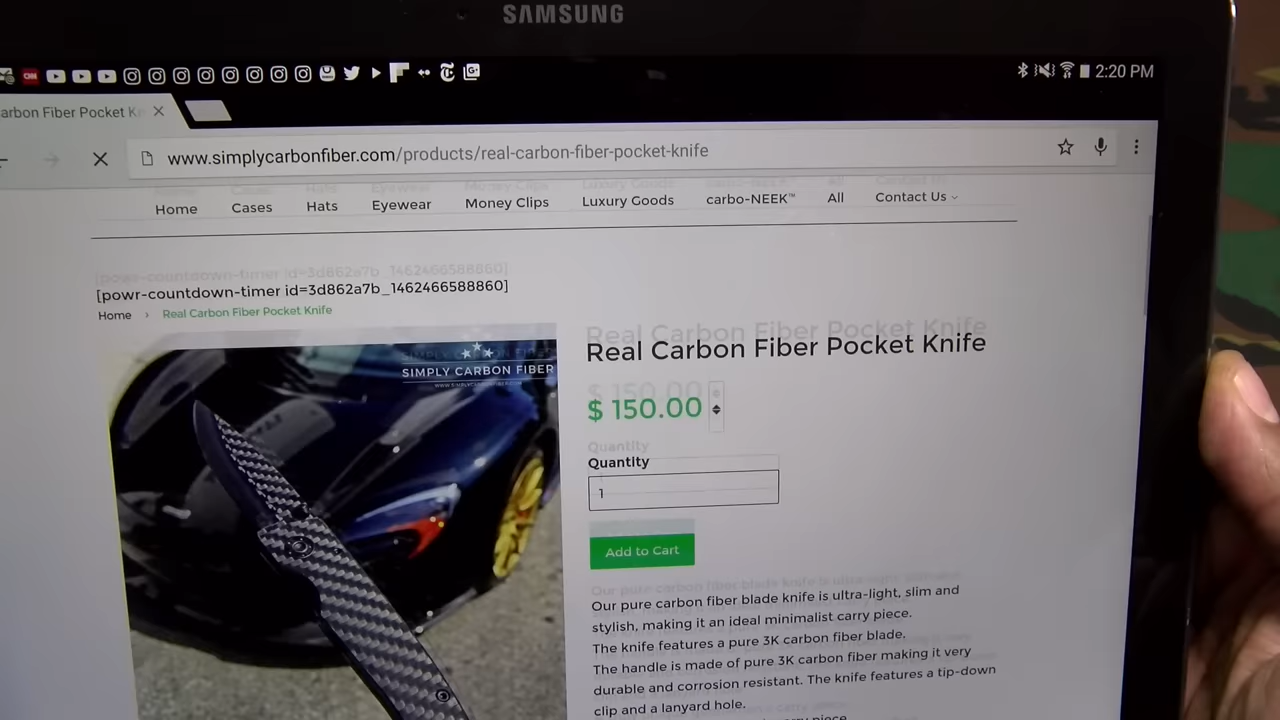 SAMSUNG
2:20 PM
arbon Fiber Pocket K
www.simplycarbonfiber.com/products/real-carbon-fiber-pocket-knife
Home Cases Hats Eyewear Money Clips Luxury Goods carbo-NEEK™ All Contact Us
[powr-countdown-timer id=3d862a7b_1462466588860]
Home › Real Carbon Fiber Pocket Knife
SIMPLY CARBON FIBER
Real Carbon Fiber Pocket Knife
$ 150.00
Quantity
1
Add to Cart
Our pure carbon fiber blade knife is ultra-light, slim and
stylish, making it an ideal minimalist carry piece.
The knife features a pure 3K carbon fiber blade.
The handle is made of pure 3K carbon fiber making it very
durable and corrosion resistant. The knife features a tip-down
clip and a lanyard hole.